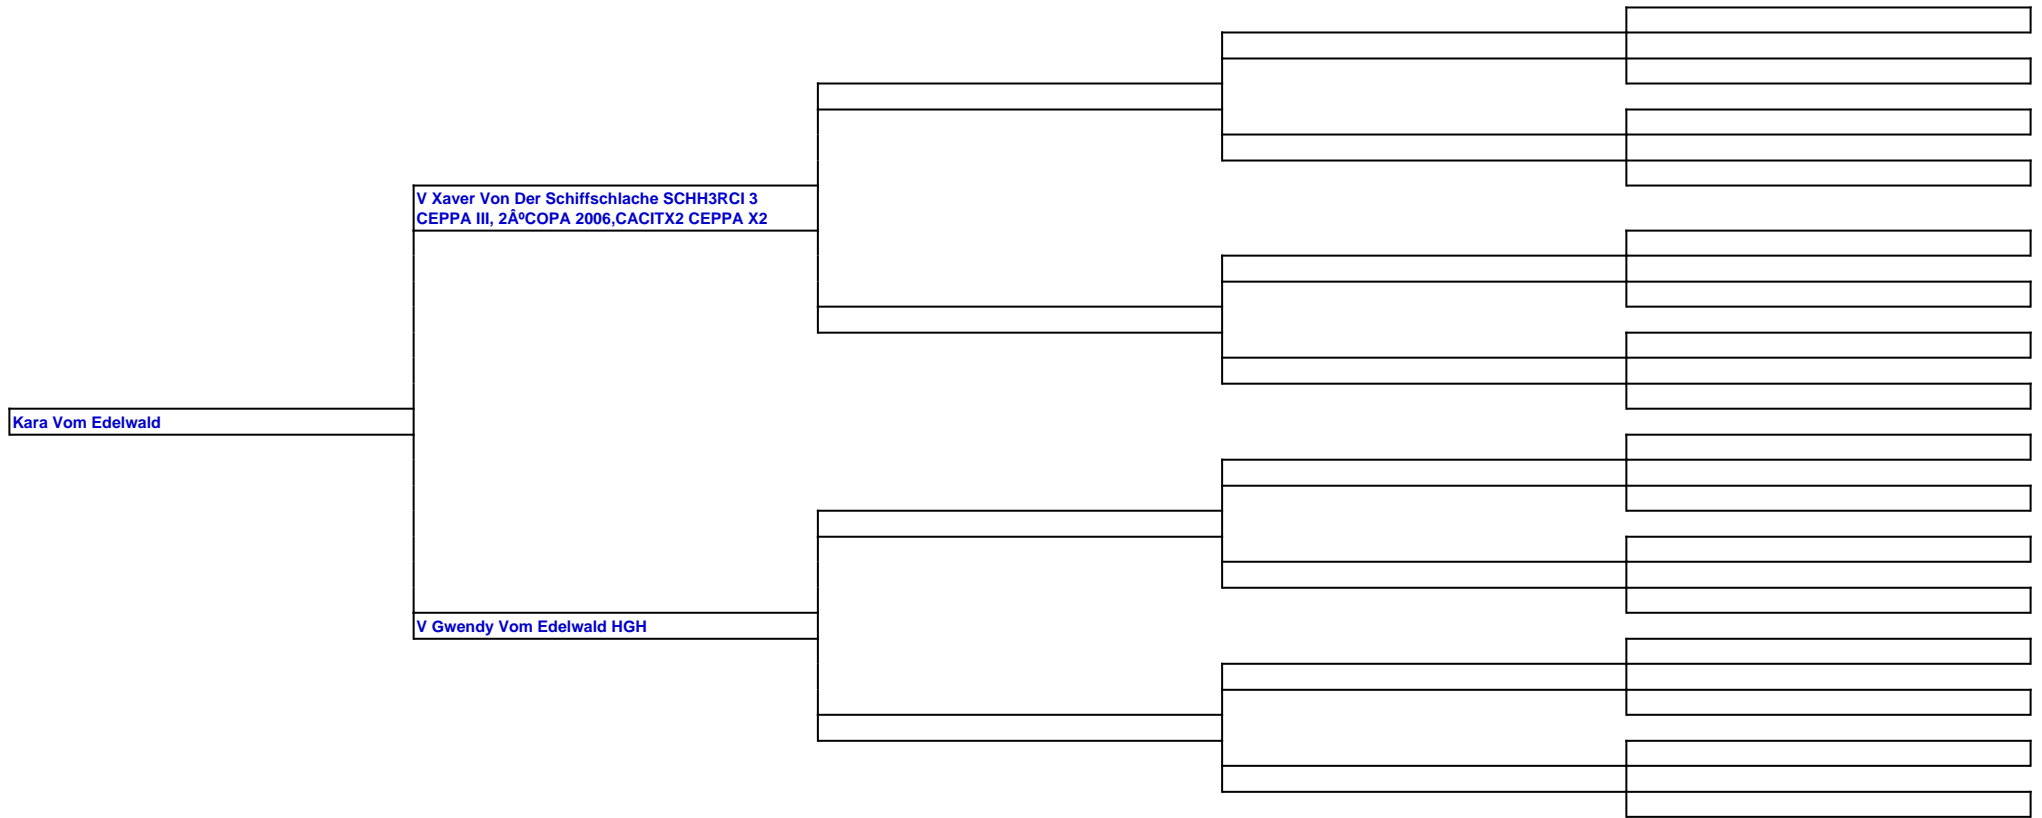 V Xaver Von Der Schiffschlache SCHH3RCI 3
CEPPA III, 2ÂºCOPA 2006,CACITX2 CEPPA X2
Kara Vom Edelwald
V Gwendy Vom Edelwald HGH